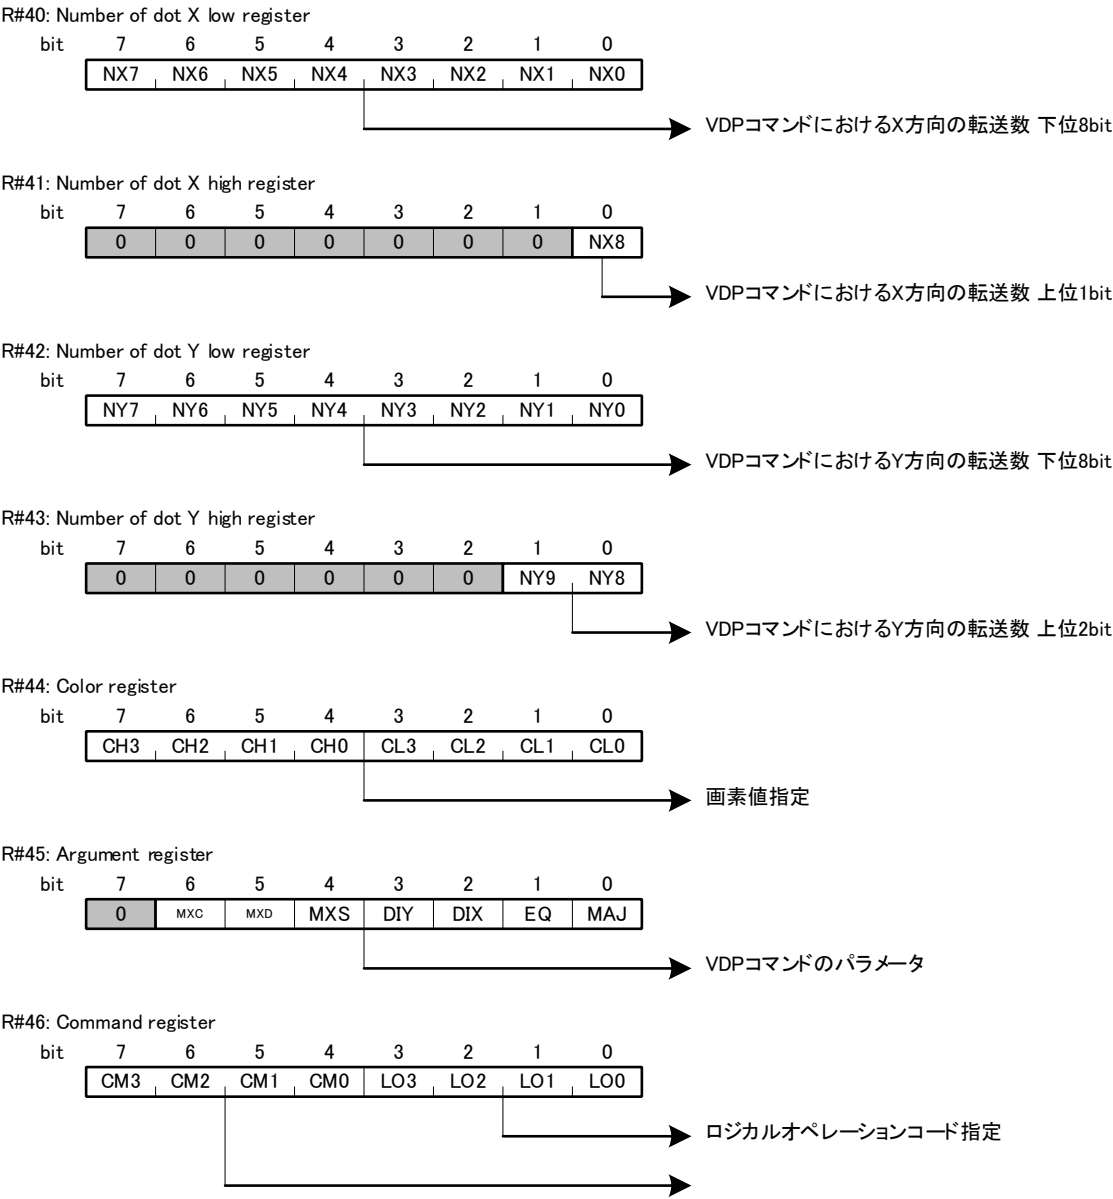 R#40: Number of dot X low register
bit 7 6 5 4 3 2 1 0
NX7 NX6 NX5 NX4 NX3 NX2 NX1 NX0
VDPコマンドにおけるX方向の転送数 下位8bit
R#41: Number of dot X high register
bit 7 6 5 4 3 2 1 0
0 0 0 0 0 0 0 NX8
VDPコマンドにおけるX方向の転送数 上位1bit
R#42: Number of dot Y low register
bit 7 6 5 4 3 2 1 0
NY7 NY6 NY5 NY4 NY3 NY2 NY1 NY0
VDPコマンドにおけるY方向の転送数 下位8bit
R#43: Number of dot Y high register
bit 7 6 5 4 3 2 1 0
0 0 0 0 0 0 NY9 NY8
VDPコマンドにおけるY方向の転送数 上位2bit
R#44: Color register
bit 7 6 5 4 3 2 1 0
CH3 CH2 CH1 CH0 CL3 CL2 CL1 CL0
画素値指定
R#45: Argument register
bit 7 6 5 4 3 2 1 0
0 MXC MXD MXS DIY DIX EQ MAJ
VDPコマンドのパラメータ
R#46: Command register
bit 7 6 5 4 3 2 1 0
CM3 CM2 CM1 CM0 LO3 LO2 LO1 LO0
ロジカルオペレーションコード指定